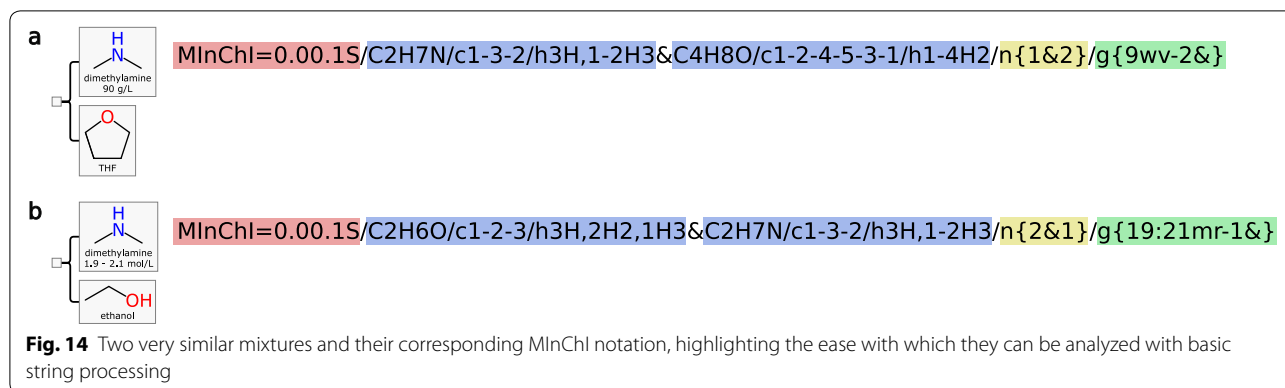 a
H
N
dimethylamine
90 g/L
MInChI=0.00.1S/C2H7N/c1-3-2/h3H,1-2H3&C4H8O/c1-2-4-5-3-1/h1-4H2/n{1&2}/g{9wv-2&}
O
THF
b
H
N
dimethylamine
1.9 - 2.1 mol/L
MInChI=0.00.1S/C2H6O/c1-2-3/h3H,2H2,1H3&C2H7N/c1-3-2/h3H,1-2H3/n{2&1}/g{19:21mr-1&}
OH
ethanol
Fig. 14 Two very similar mixtures and their corresponding MInChI notation, highlighting the ease with which they can be analyzed with basic
string processing